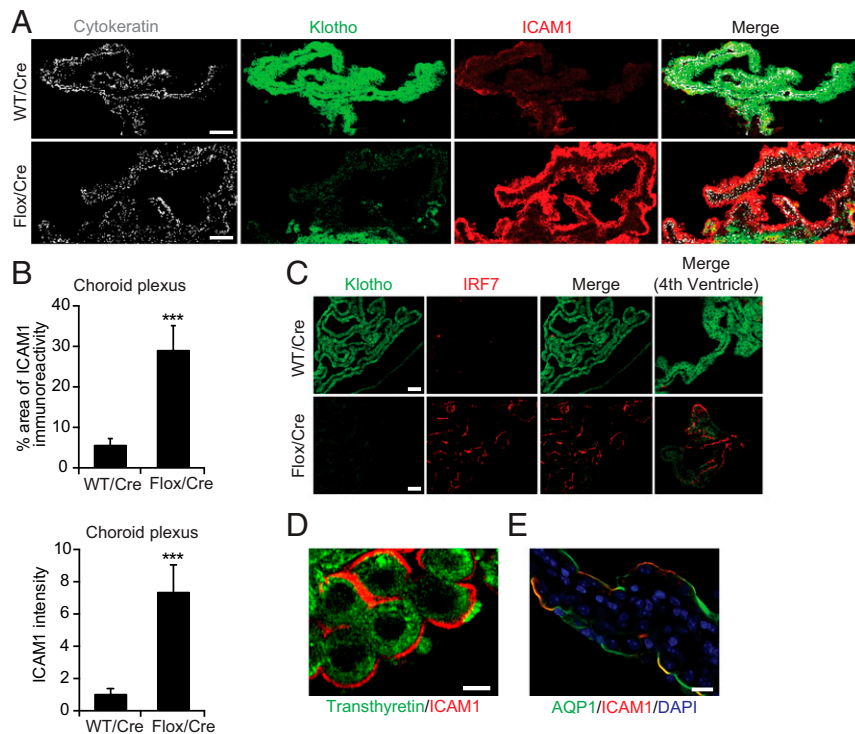 A
Cytokeratin
Klotho
ICAM1
Merge
WT/Cre
Flox/Cre
B
Choroid plexus
% area of ICAM1
immunoreactivity
40
30
20
10
0
***
WT/Cre
Flox/Cre
Choroid plexus
ICAM1 intensity
10
8
6
4
2
0
***
WT/Cre
Flox/Cre
C
Klotho
IRF7
Merge
Merge
(4th Ventricle)
WT/Cre
Flox/Cre
D
Transthyretin/ICAM1
E
AQP1/ICAM1/DAPI